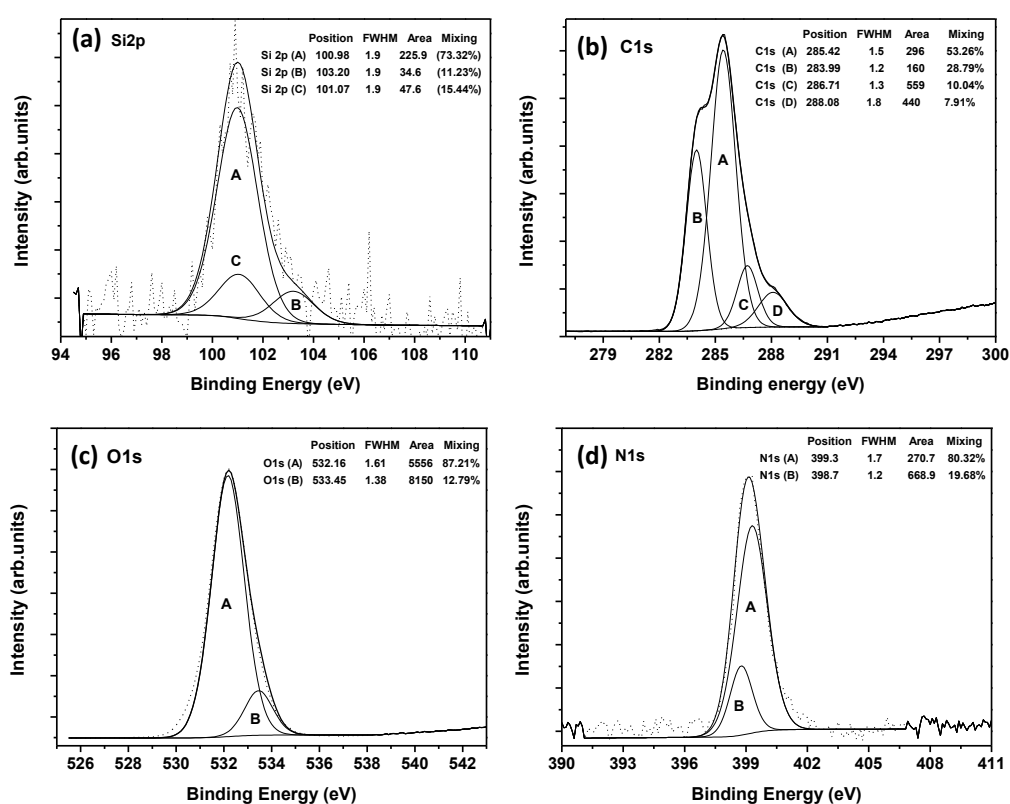 (a) Si2p
Position FWHM Area Mixing
Si 2p (A) 100.98 1.9 225.9 (73.32%)
Si 2p (B) 103.20 1.9 34.6 (11.23%)
Si 2p (C) 101.07 1.9 47.6 (15.44%)
A
C
B
Intensity (arb.units)
94 96 98 100 102 104 106 108 110
Binding Energy (eV)
(b) C1s
Position FWHM Area Mixing
C1s (A) 285.42 1.5 296 53.26%
C1s (B) 283.99 1.2 160 28.79%
C1s (C) 286.71 1.3 559 10.04%
C1s (D) 288.08 1.8 440 7.91%
A
B
C
D
Intensity (arb.units)
279 282 285 288 291 294 297 300
Binding energy (eV)
(c) O1s
Position FWHM Area Mixing
O1s (A) 532.16 1.61 5556 87.21%
O1s (B) 533.45 1.38 8150 12.79%
A
B
Intensity (arb.units)
526 528 530 532 534 536 538 540 542
Binding Energy (eV)
(d) N1s
Position FWHM Area Mixing
N1s (A) 399.3 1.7 270.7 80.32%
N1s (B) 398.7 1.2 668.9 19.68%
A
B
Intensity (arb.units)
390 393 396 399 402 405 408 411
Binding Energy (eV)